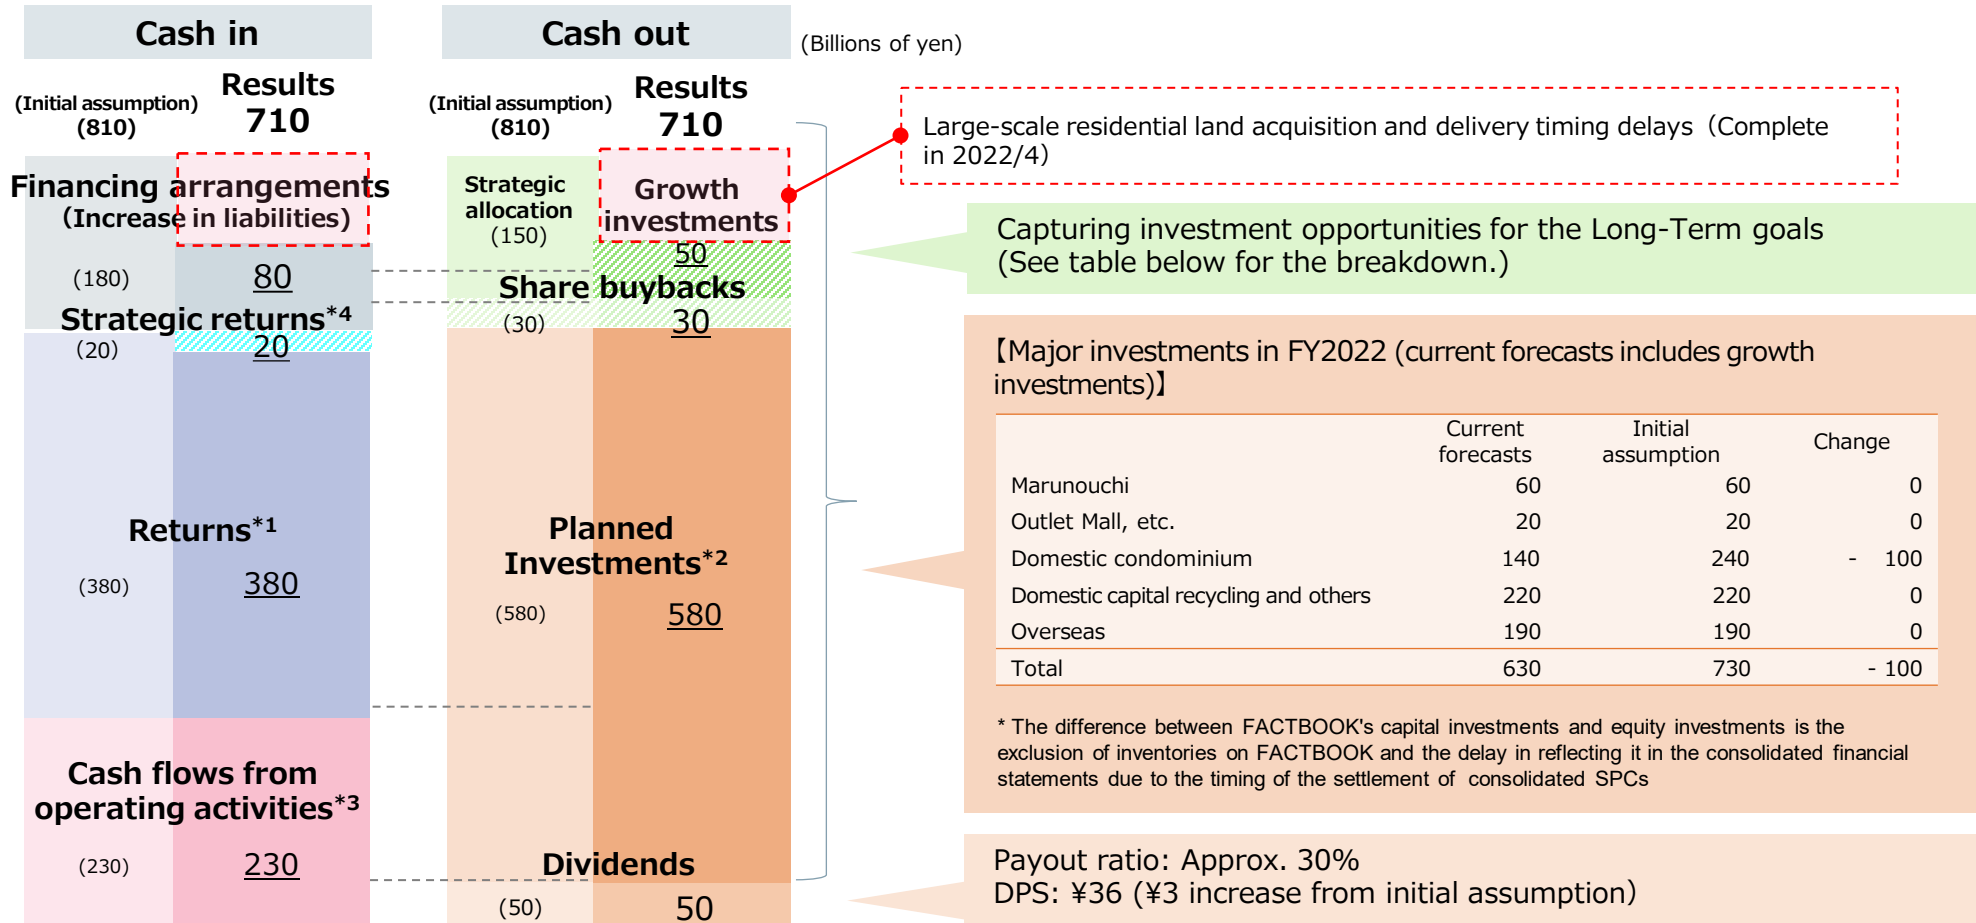 Cash in
Cash out
(Billions of yen)
(Initial assumption)
(810)
Results
710
(Initial assumption)
(810)
Results
710
Financing arrangements
(Increase in liabilities)
(180)
80
Strategic returns*4
(20)
20
Returns*1
(380)
380
Cash flows from
operating activities*3
(230)
230
Strategic
allocation
(150)
Growth
investments
50
Share buybacks
(30)
30
Planned
Investments*2
(580)
580
Dividends
(50)
50
Large-scale residential land acquisition and delivery timing delays（Complete
in 2022/4）
Capturing investment opportunities for the Long-Term goals
(See table below for the breakdown.)
【Major investments in FY2022 (current forecasts includes growth
investments)】
Current
forecasts
Initial
assumption
Change
Marunouchi 60 60 0
Outlet Mall, etc. 20 20 0
Domestic condominium 140 240 - 100
Domestic capital recycling and others 220 220 0
Overseas 190 190 0
Total 630 730 - 100
* The difference between FACTBOOK's capital investments and equity investments is the
exclusion of inventories on FACTBOOK and the delay in reflecting it in the consolidated financial
statements due to the timing of the settlement of consolidated SPCs
Payout ratio: Approx. 30%
DPS: ¥36 (¥3 increase from initial assumption）